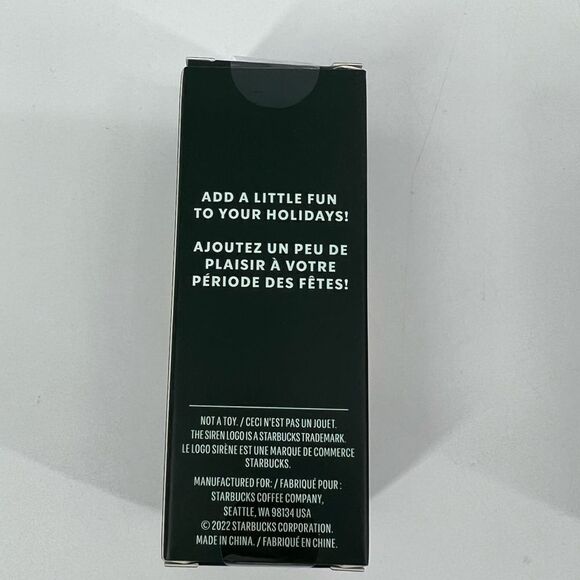 ADD A LITTLE FUN
TO YOUR HOLIDAYS!
AJOUTEZ UN PEU DE
PLAISIR À VOTRE
PÉRIODE DES FÊTES!
NOT A TOY. / CECI N'EST PAS UN JOUET.
THE SIREN LOGO IS A STARBUCKS TRADEMARK.
LE LOGO SIRÈNE EST UNE MARQUE DE COMMERCE
STARBUCKS.
MANUFACTURED FOR: / FABRIQUÉ POUR :
STARBUCKS COFFEE COMPANY,
SEATTLE, WA 98134 USA
© 2022 STARBUCKS CORPORATION.
MADE IN CHINA. / FABRIQUÉ EN CHINE.